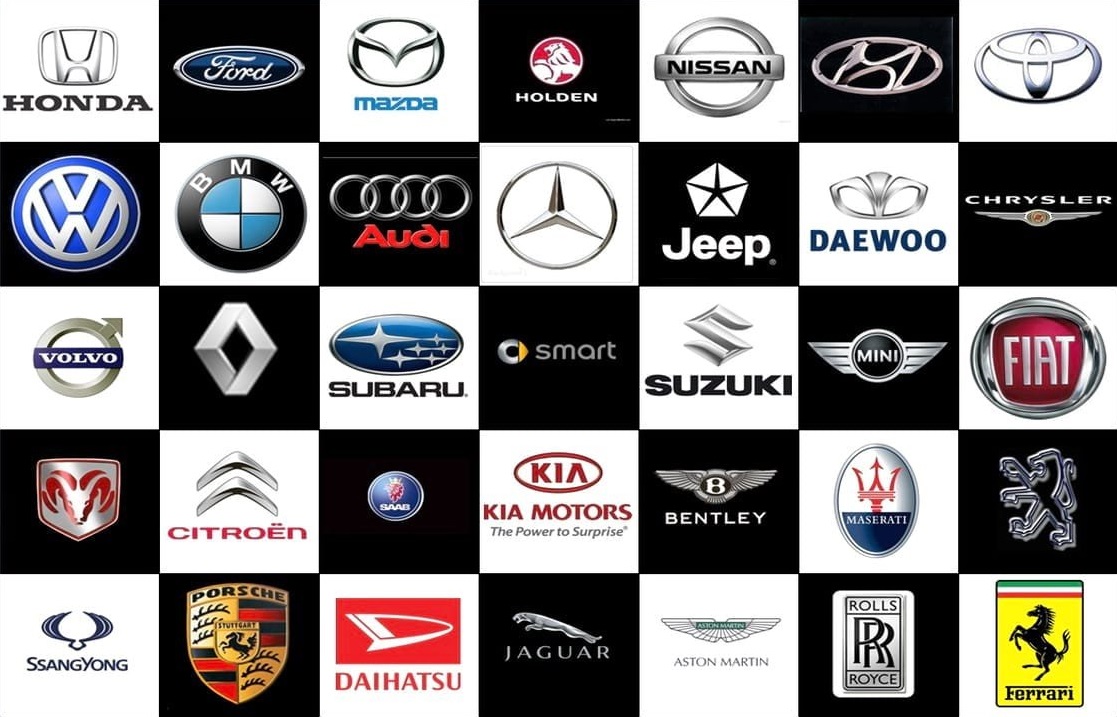 HONDA
Ford
mazda
HOLDEN
NISSAN
BMW
Audi
Jeep®
DAEWOO
CHRYSLER
VOLVO
SUBARU®
smart
SUZUKI
MINI
FIAT
CITROËN
SAAB
KIA
KIA MOTORS
The Power to Surprise®
B
BENTLEY
MASERATI
SSANGYONG
PORSCHE
STUTTGART
DAIHATSU
JAGUAR
ASTON MARTIN
ASTON MARTIN
ROLLS
RR
ROYCE
Ferrari